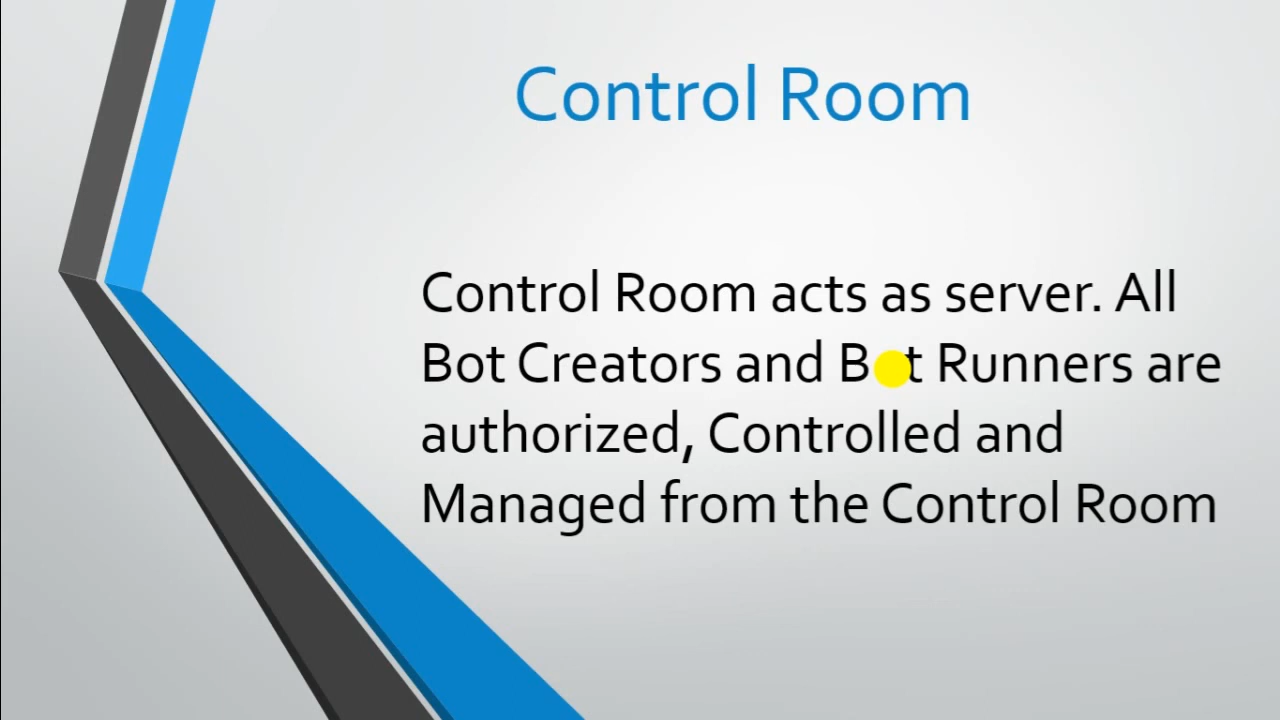 Control Room
Control Room acts as server. All
Bot Creators and Bot Runners are
authorized, Controlled and
Managed from the Control Room